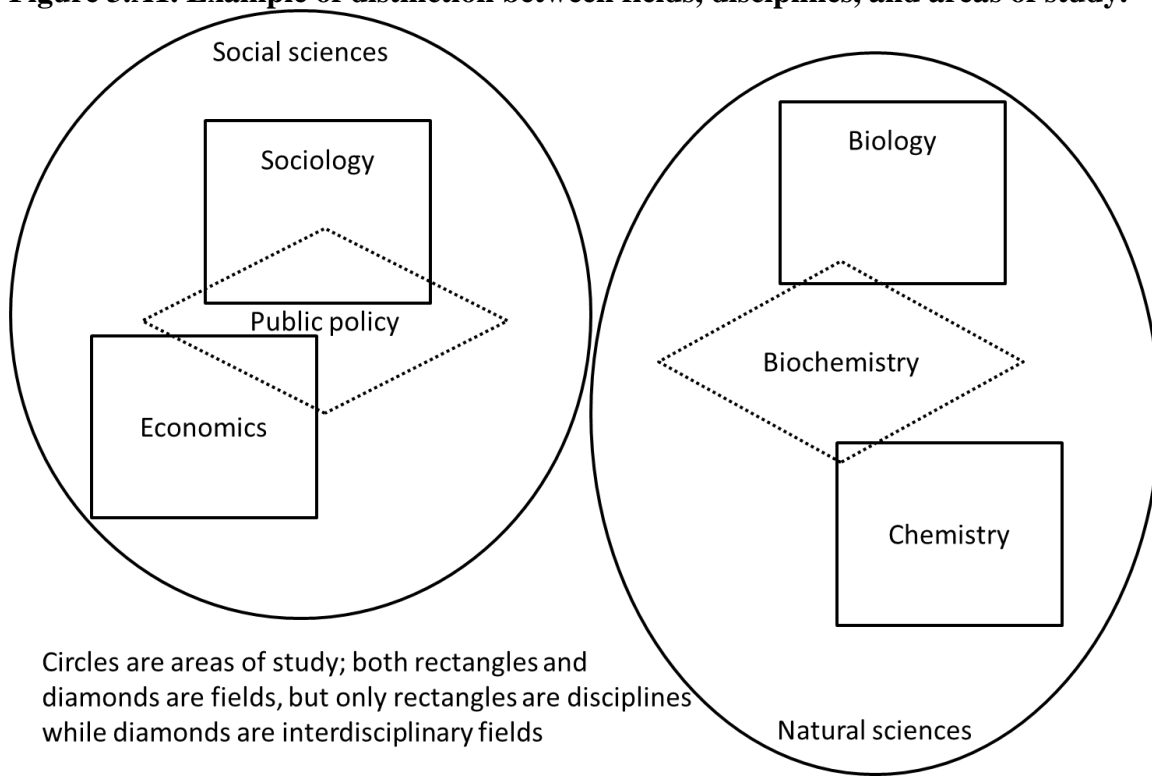 Figure 3.A1. Example of distinction between fields, disciplines, and areas of study.
Social sciences
Sociology
Public policy
Economics
Biology
Biochemistry
Chemistry
Natural sciences
Circles are areas of study; both rectangles and
diamonds are fields, but only rectangles are disciplines
while diamonds are interdisciplinary fields